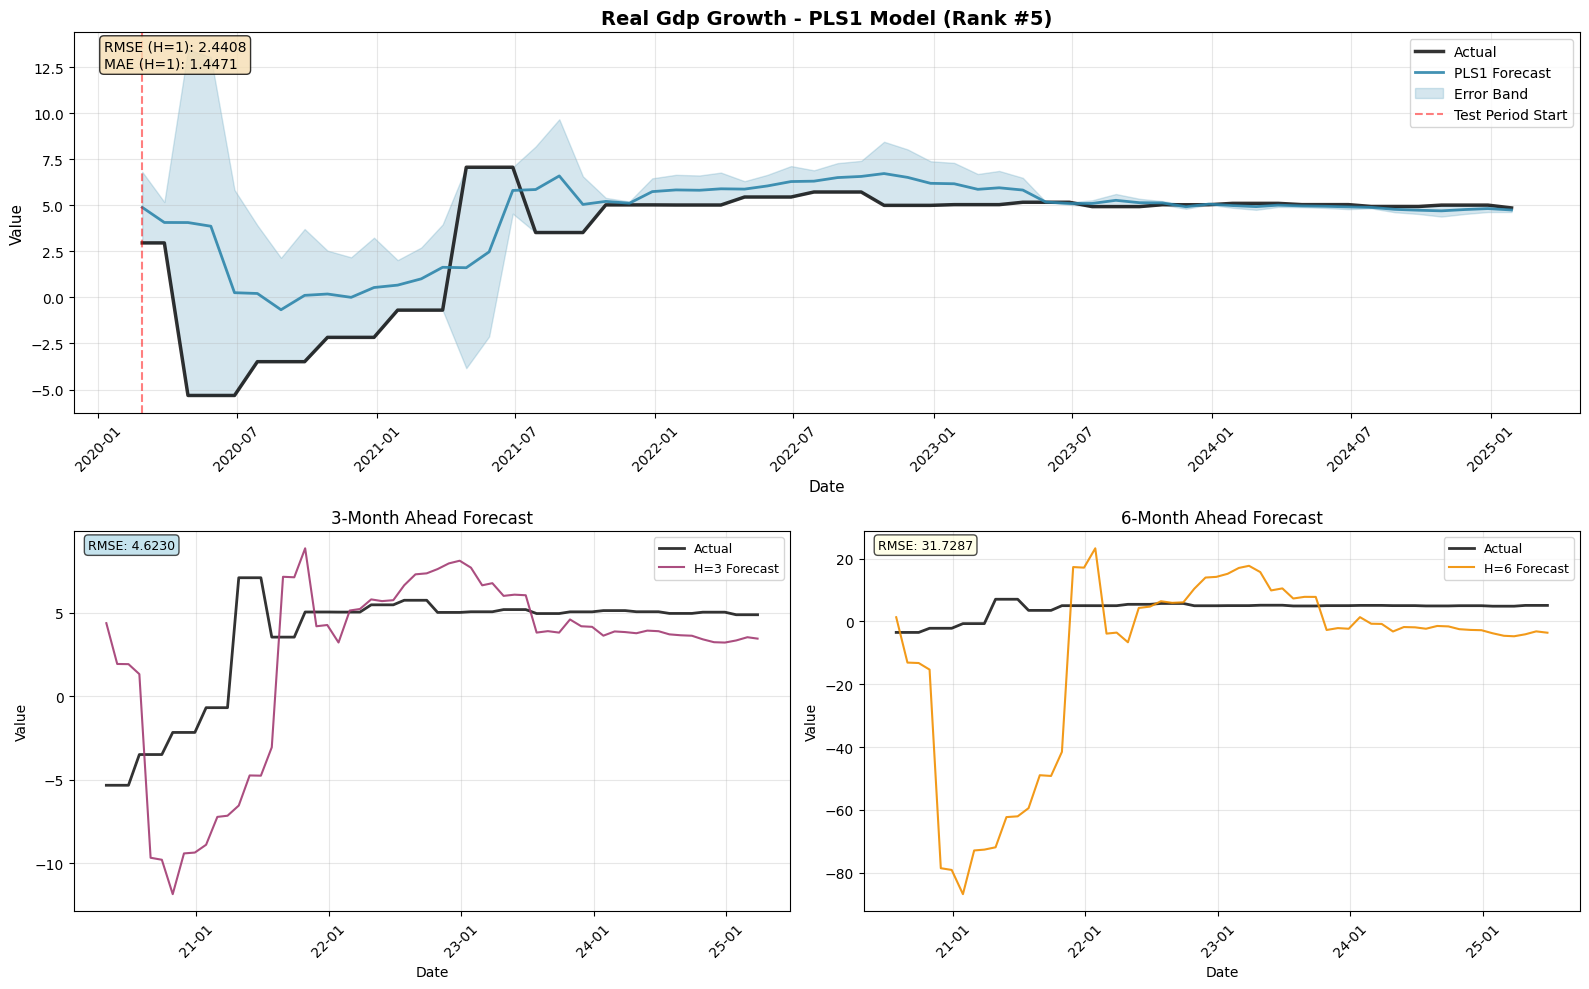 Real Gdp Growth - PLS1 Model (Rank #5)
RMSE (H=1): 2.4408
MAE (H=1): 1.4471
Actual
PLS1 Forecast
Error Band
Test Period Start
Value
12.5
10.0
7.5
5.0
2.5
0.0
−2.5
−5.0
2020-01
2020-07
2021-01
2021-07
2022-01
2022-07
2023-01
2023-07
2024-01
2024-07
2025-01
Date
3-Month Ahead Forecast
RMSE: 4.6230
Actual
H=3 Forecast
Value
5
0
−5
−10
21-01
22-01
23-01
24-01
25-01
Date
6-Month Ahead Forecast
RMSE: 31.7287
Actual
H=6 Forecast
Value
20
0
−20
−40
−60
−80
21-01
22-01
23-01
24-01
25-01
Date